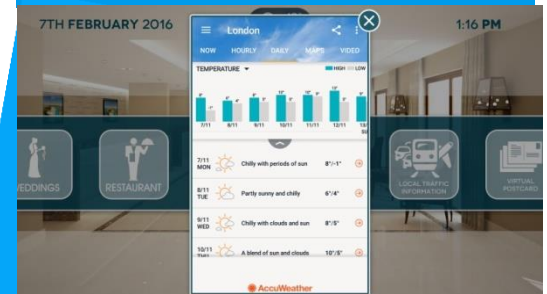 7TH FEBRUARY 2016
1:16 PM
London
NOW HOURLY DAILY MAPS VIDEO
TEMPERATURE
HIGH LOW
7/11 8/11 9/11 10/11 11/11 12/11
7/11 MON Chilly with periods of sun 8°/-1°
8/11 TUE Partly sunny and chilly 6°/4°
9/11 WED Chilly with clouds and sun 8°/5°
10/11 A blend of sun and clouds 10°/5°
AccuWeather
WEDDINGS
RESTAURANT
LOCAL TRAFFIC
INFORMATION
VIRTUAL
POSTCARD